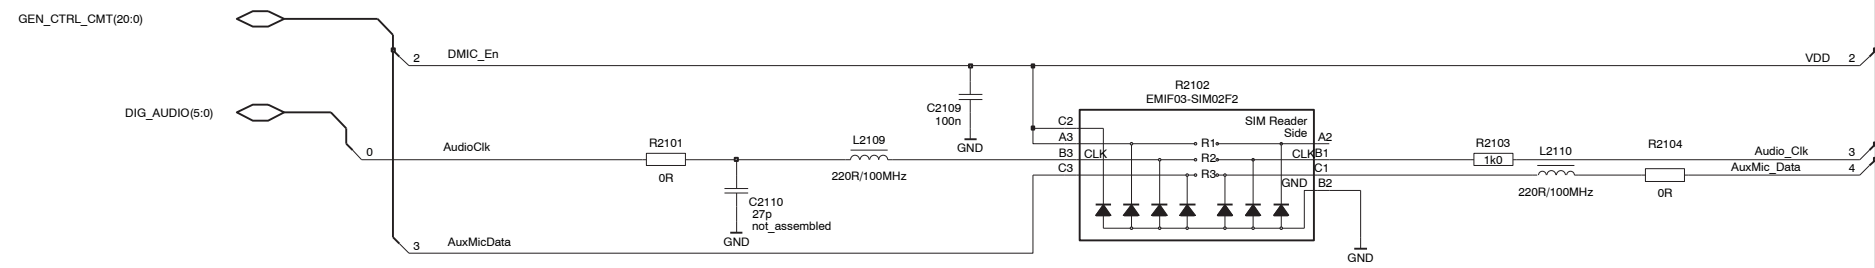 GEN_CTRL_CMT(20:0)
2
DMIC_En
VDD
2
R2102
EMIF03-SIM02F2
DIG_AUDIO(5:0)
C2109
100n
GND
C2
SIM Reader
Side
A3
R1
A2
0
AudioClk
R2101
0R
L2109
220R/100MHz
B3
CLK
R2
CLK
B1
R2103
1k0
L2110
220R/100MHz
R2104
0R
Audio_Clk
3
C3
R3
C1
AuxMic_Data
4
GND
B2
C2110
27p
not_assembled
GND
3
AuxMicData
GND